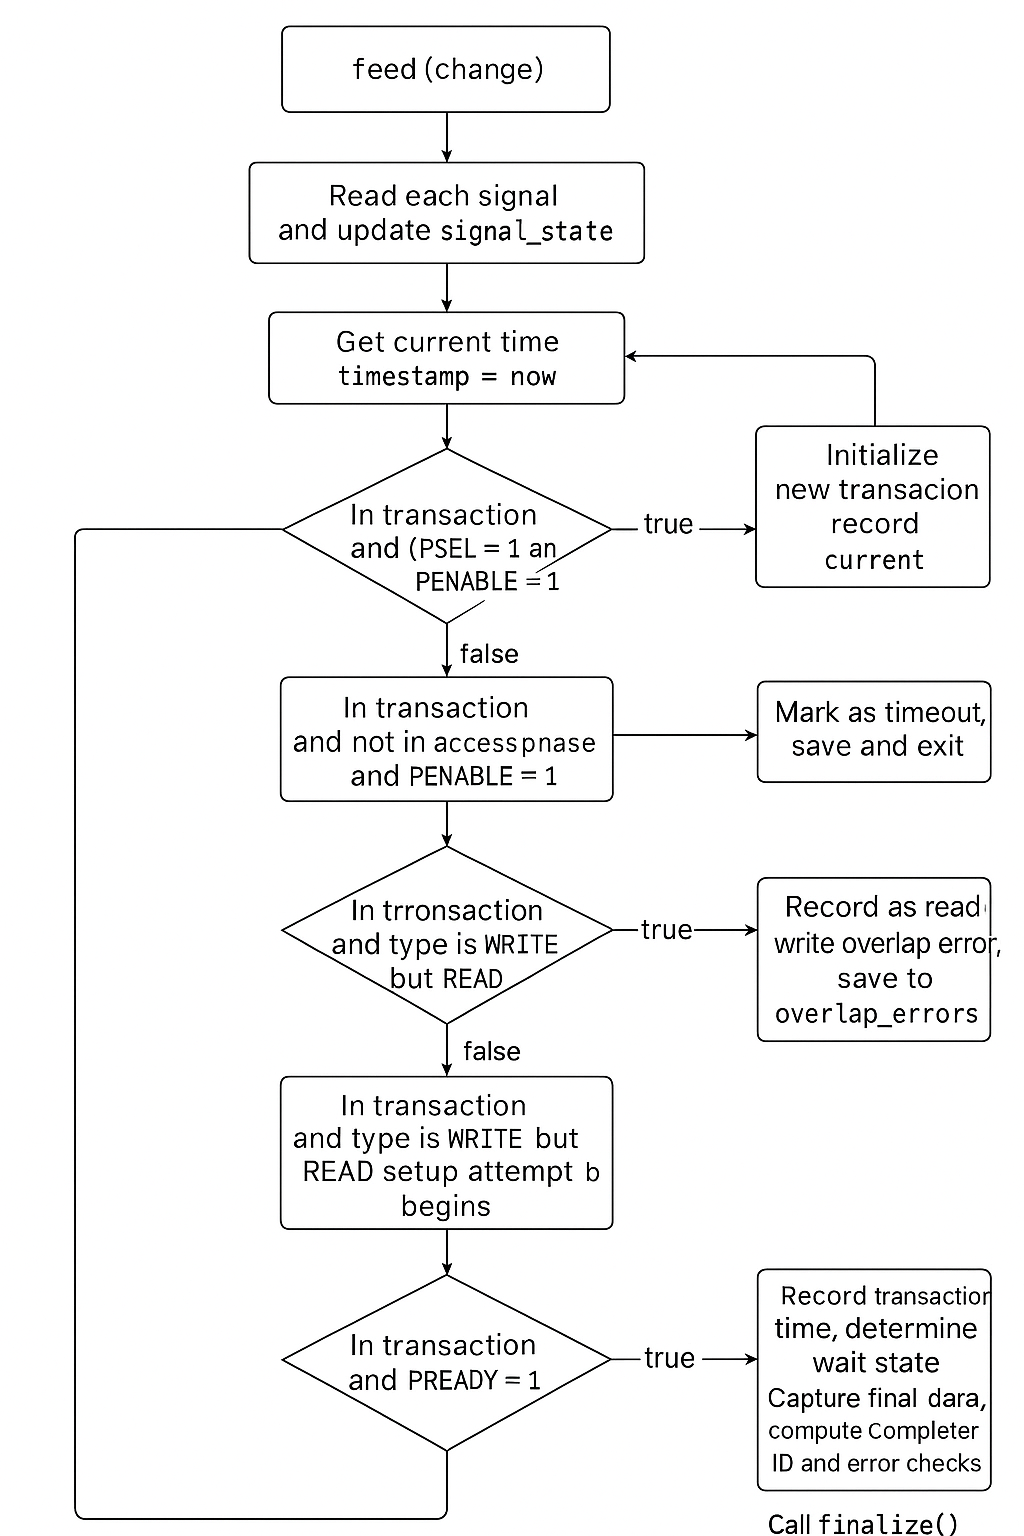 feed (change)
Read each signal
and update signal_state
Get current time
timestamp = now
In transaction
and (PSEL = 1 an
PENABLE = 1
true
Initialize
new transacion
record
current
false
In transaction
and not in accesspnase
and PENABLE = 1
Mark as timeout,
save and exit
In trronsaction
and type is WRITE
but READ
true
Record as read
write overlap error,
save to
overlap_errors
false
In transaction
and type is WRITE but
READ setup attempt b
begins
In transaction
and PREADY = 1
true
Record transaction
time, determine
wait state
Capture final dara,
compute Completer
ID and error checks
Call finalize()